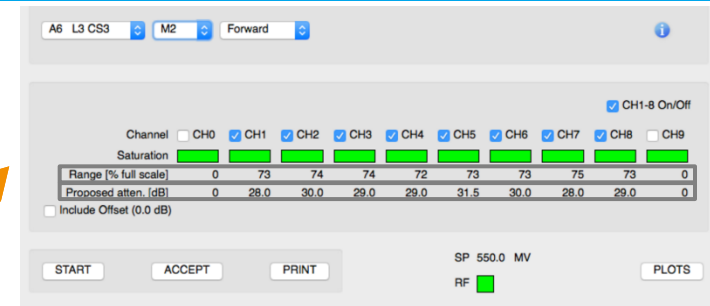 A6 L3 CS3 M2 Forward i
CH1-8 On/Off
Channel CH0 CH1 CH2 CH3 CH4 CH5 CH6 CH7 CH8 CH9
Saturation
Range [% full scale] 0 73 74 74 72 73 73 75 73 0
Proposed atten. [dB] 0 28.0 30.0 29.0 29.0 31.5 30.0 28.0 29.0 0
Include Offset (0.0 dB)
SP 550.0 MV
START ACCEPT PRINT PLOTS
RF